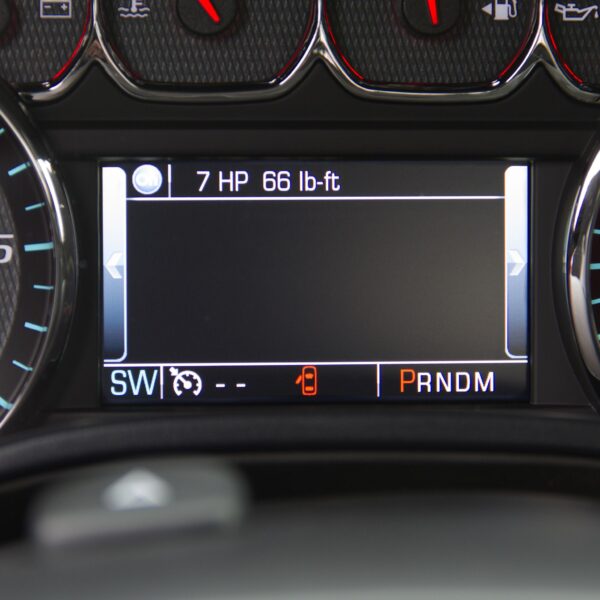 7 HP 66 lb-ft
SW -- PRNDM